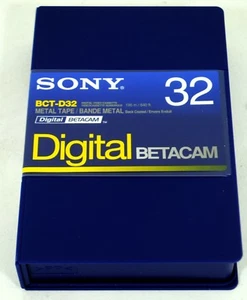 SONY
32
BCT-D32
METAL TAPE / BANDE METAL
Digital BETACAM
Digital BETACAM